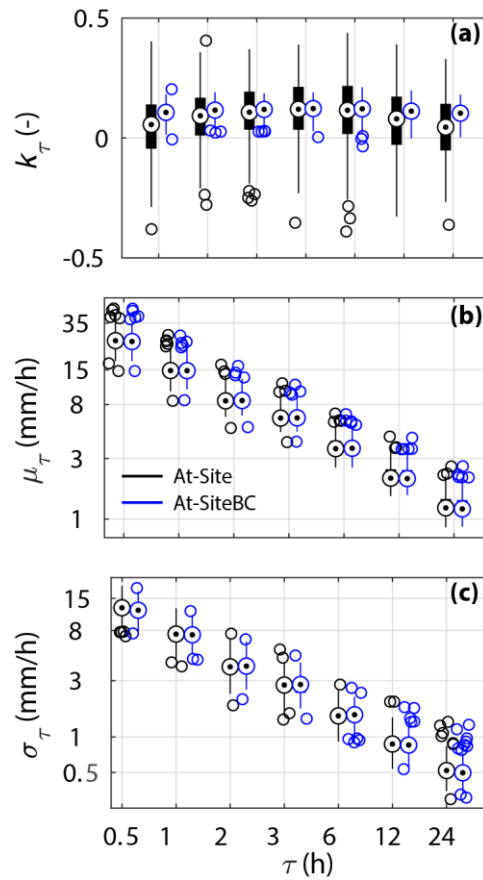 0.5
(a)
k_τ (-)
0
-0.5
(b)
35
15
8
μ_τ (mm/h)
3
At-Site
At-SiteBC
1
(c)
15
8
σ_τ (mm/h)
3
1
0.5
0.5 1 2 3 6 12 24
τ (h)